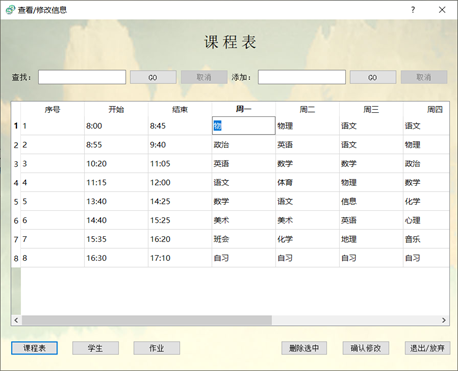 查看/修改信息
课程表
查找： GO 取消 添加： GO 取消
序号 开始 结束 周一 周二 周三 周四
1 1 8:00 8:45 物 物理 语文 语文
2 2 8:55 9:40 政治 英语 语文 物理
3 3 10:20 11:05 英语 数学 数学 政治
4 4 11:15 12:00 语文 体育 物理 数学
5 5 13:40 14:25 数学 语文 信息 化学
6 6 14:40 15:25 美术 美术 英语 心理
7 7 15:35 16:20 班会 化学 地理 音乐
8 8 16:30 17:10 自习 自习 自习 自习
课程表 学生 作业 删除选中 确认修改 退出/放弃